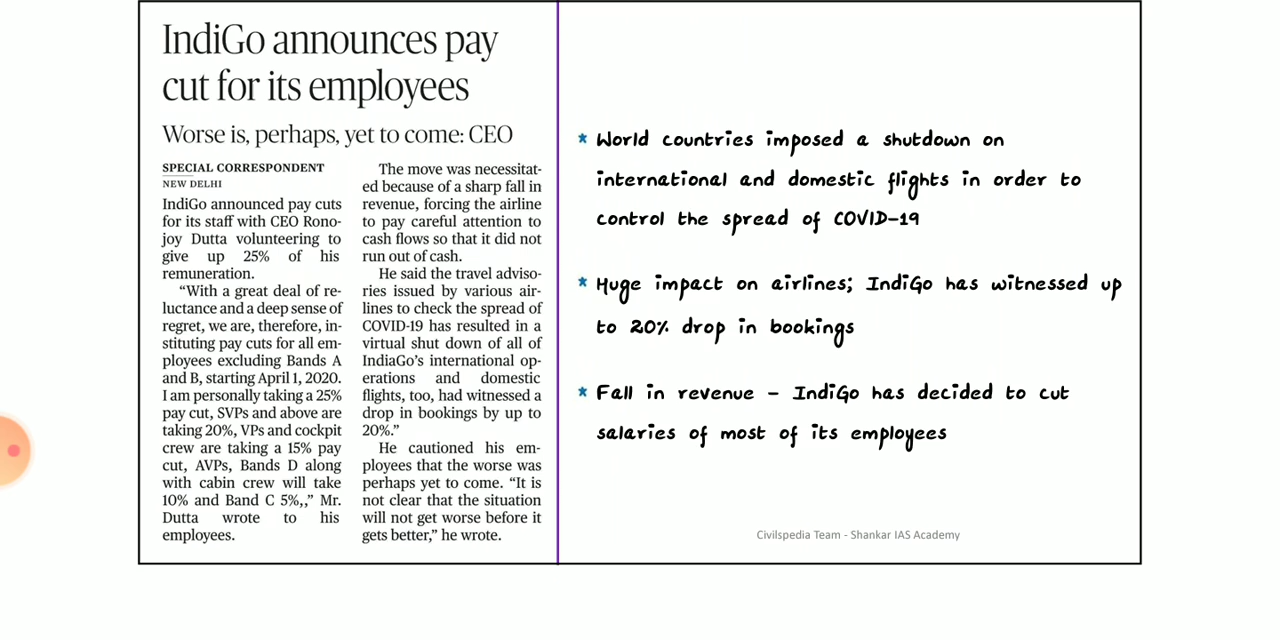 IndiGo announces pay
cut for its employees
Worse is, perhaps, yet to come: CEO
SPECIAL CORRESPONDENT
NEW DELHI
IndiGo announced pay cuts
for its staff with CEO Rono-
joy Dutta volunteering to
give up 25% of his
remuneration.
“With a great deal of re-
luctance and a deep sense of
regret, we are, therefore, in-
stituting pay cuts for all em-
ployees excluding Bands A
and B, starting April 1, 2020.
I am personally taking a 25%
pay cut, SVPs and above are
taking 20%, VPs and cockpit
crew are taking a 15% pay
cut, AVPs, Bands D along
with cabin crew will take
10% and Band C 5%,,” Mr.
Dutta wrote to his
employees.
The move was necessitat-
ed because of a sharp fall in
revenue, forcing the airline
to pay careful attention to
cash flows so that it did not
run out of cash.
He said the travel adviso-
ries issued by various air-
lines to check the spread of
COVID-19 has resulted in a
virtual shut down of all of
IndiaGo’s international op-
erations and domestic
flights, too, had witnessed a
drop in bookings by up to
20%.”
He cautioned his em-
ployees that the worse was
perhaps yet to come. “It is
not clear that the situation
will not get worse before it
gets better,” he wrote.
* World countries imposed a shutdown on
international and domestic flights in order to
control the spread of COVID-19
* Huge impact on airlines; IndiGo has witnessed up
to 20% drop in bookings
* Fall in revenue - IndiGo has decided to cut
salaries of most of its employees
Civilspedia Team - Shankar IAS Academy